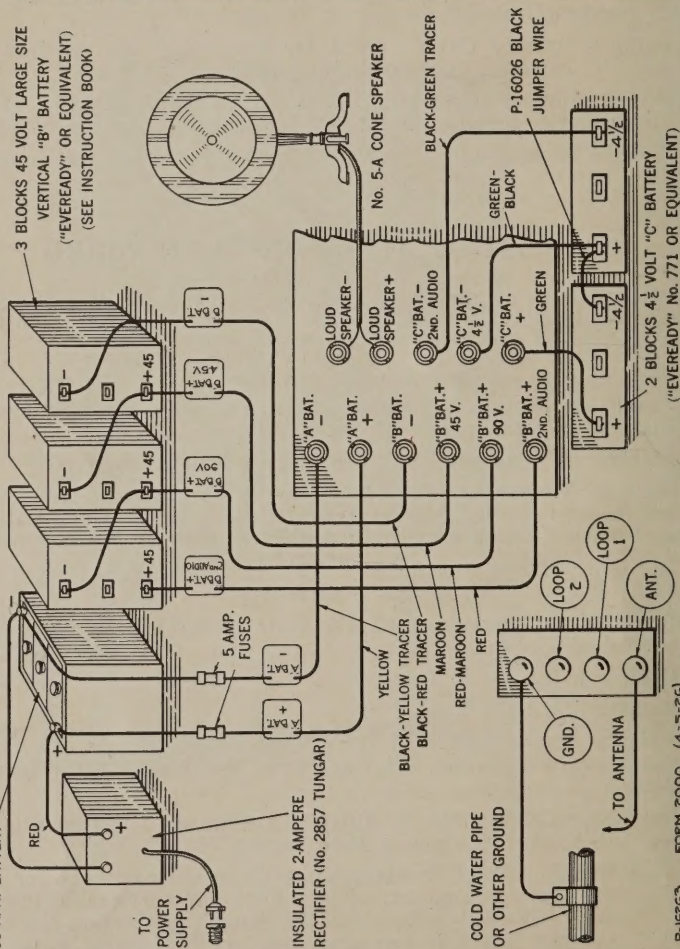 3 BLOCKS 45 VOLT LARGE SIZE
VERTICAL "B" BATTERY
("EVEREADY" OR EQUIVALENT)
(SEE INSTRUCTION BOOK)
-
+45
-
+45
-
+45
-
+
RED
+
TO
POWER
SUPPLY
INSULATED 2-AMPERE
RECTIFIER (No. 2857 TUNGAR)
5 AMP.
FUSES
"A" BAT.
+
"A" BAT.
-
B BAT+
2ND AUDIO
B BAT+
90V
B BAT+
45V
B BAT
-
No. 5-A CONE SPEAKER
YELLOW
BLACK-YELLOW TRACER
BLACK-RED TRACER
MAROON
RED-MAROON
RED
"A" BAT.
-
"A" BAT.
+
"B" BAT.
-
"B" BAT.+
45 V.
"B" BAT.+
90 V.
"B" BAT.+
2ND. AUDIO
LOUD
SPEAKER-
LOUD
SPEAKER+
"C" BAT.-
2ND. AUDIO
"C" BAT.-
4½ V.
"C" BAT.
+
BLACK-GREEN TRACER
GREEN-
BLACK
GREEN
P-16026 BLACK
JUMPER WIRE
+
-4½
+
-4½
2 BLOCKS 4½ VOLT "C" BATTERY
("EVEREADY" No. 771 OR EQUIVALENT)
COLD WATER PIPE
OR OTHER GROUND
GND.
LOOP
2
LOOP
1
ANT.
TO ANTENNA
FORM 2000 (4-5-26)